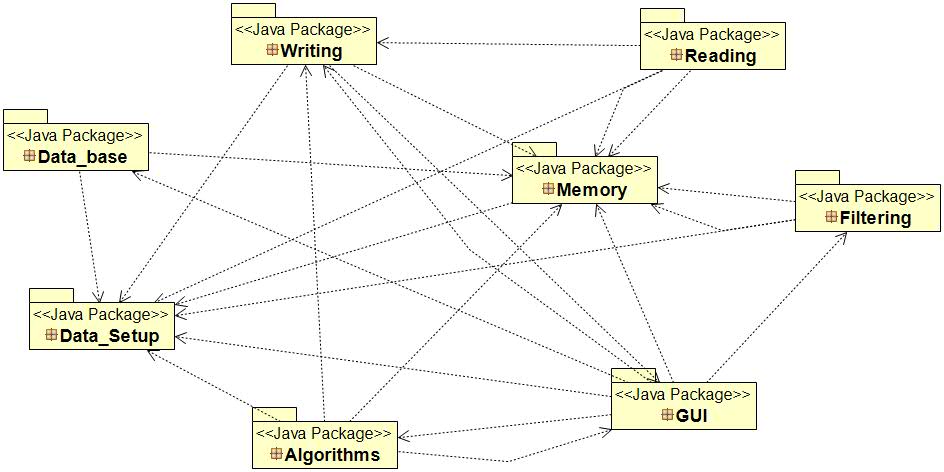 <<Java Package>>
Writing
<<Java Package>>
Reading
<<Java Package>>
Data_base
<<Java Package>>
Memory
<<Java Package>>
Filtering
<<Java Package>>
Data_Setup
<<Java Package>>
GUI
<<Java Package>>
Algorithms